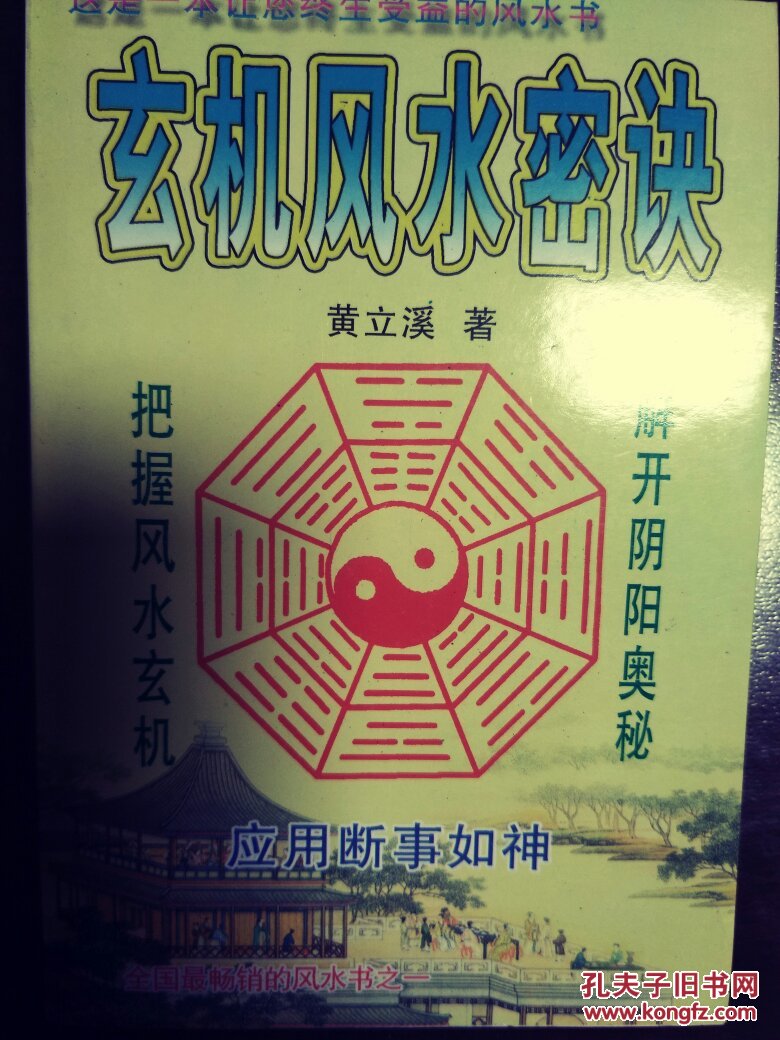 这是一本让您终生受益的风水书
玄机风水密诀
黄立溪 著
把握风水玄机
解开阴阳奥秘
应用断事如神
全国最畅销的风水书之一
孔夫子旧书网
www.kongfz.com